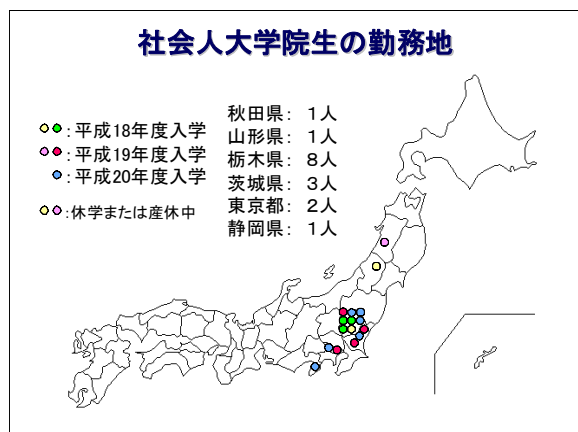 社会人大学院生の勤務地
:平成18年度入学
:平成19年度入学
:平成20年度入学
:休学または産休中
秋田県： 1人
山形県： 1人
栃木県： 8人
茨城県： 3人
東京都： 2人
静岡県： 1人